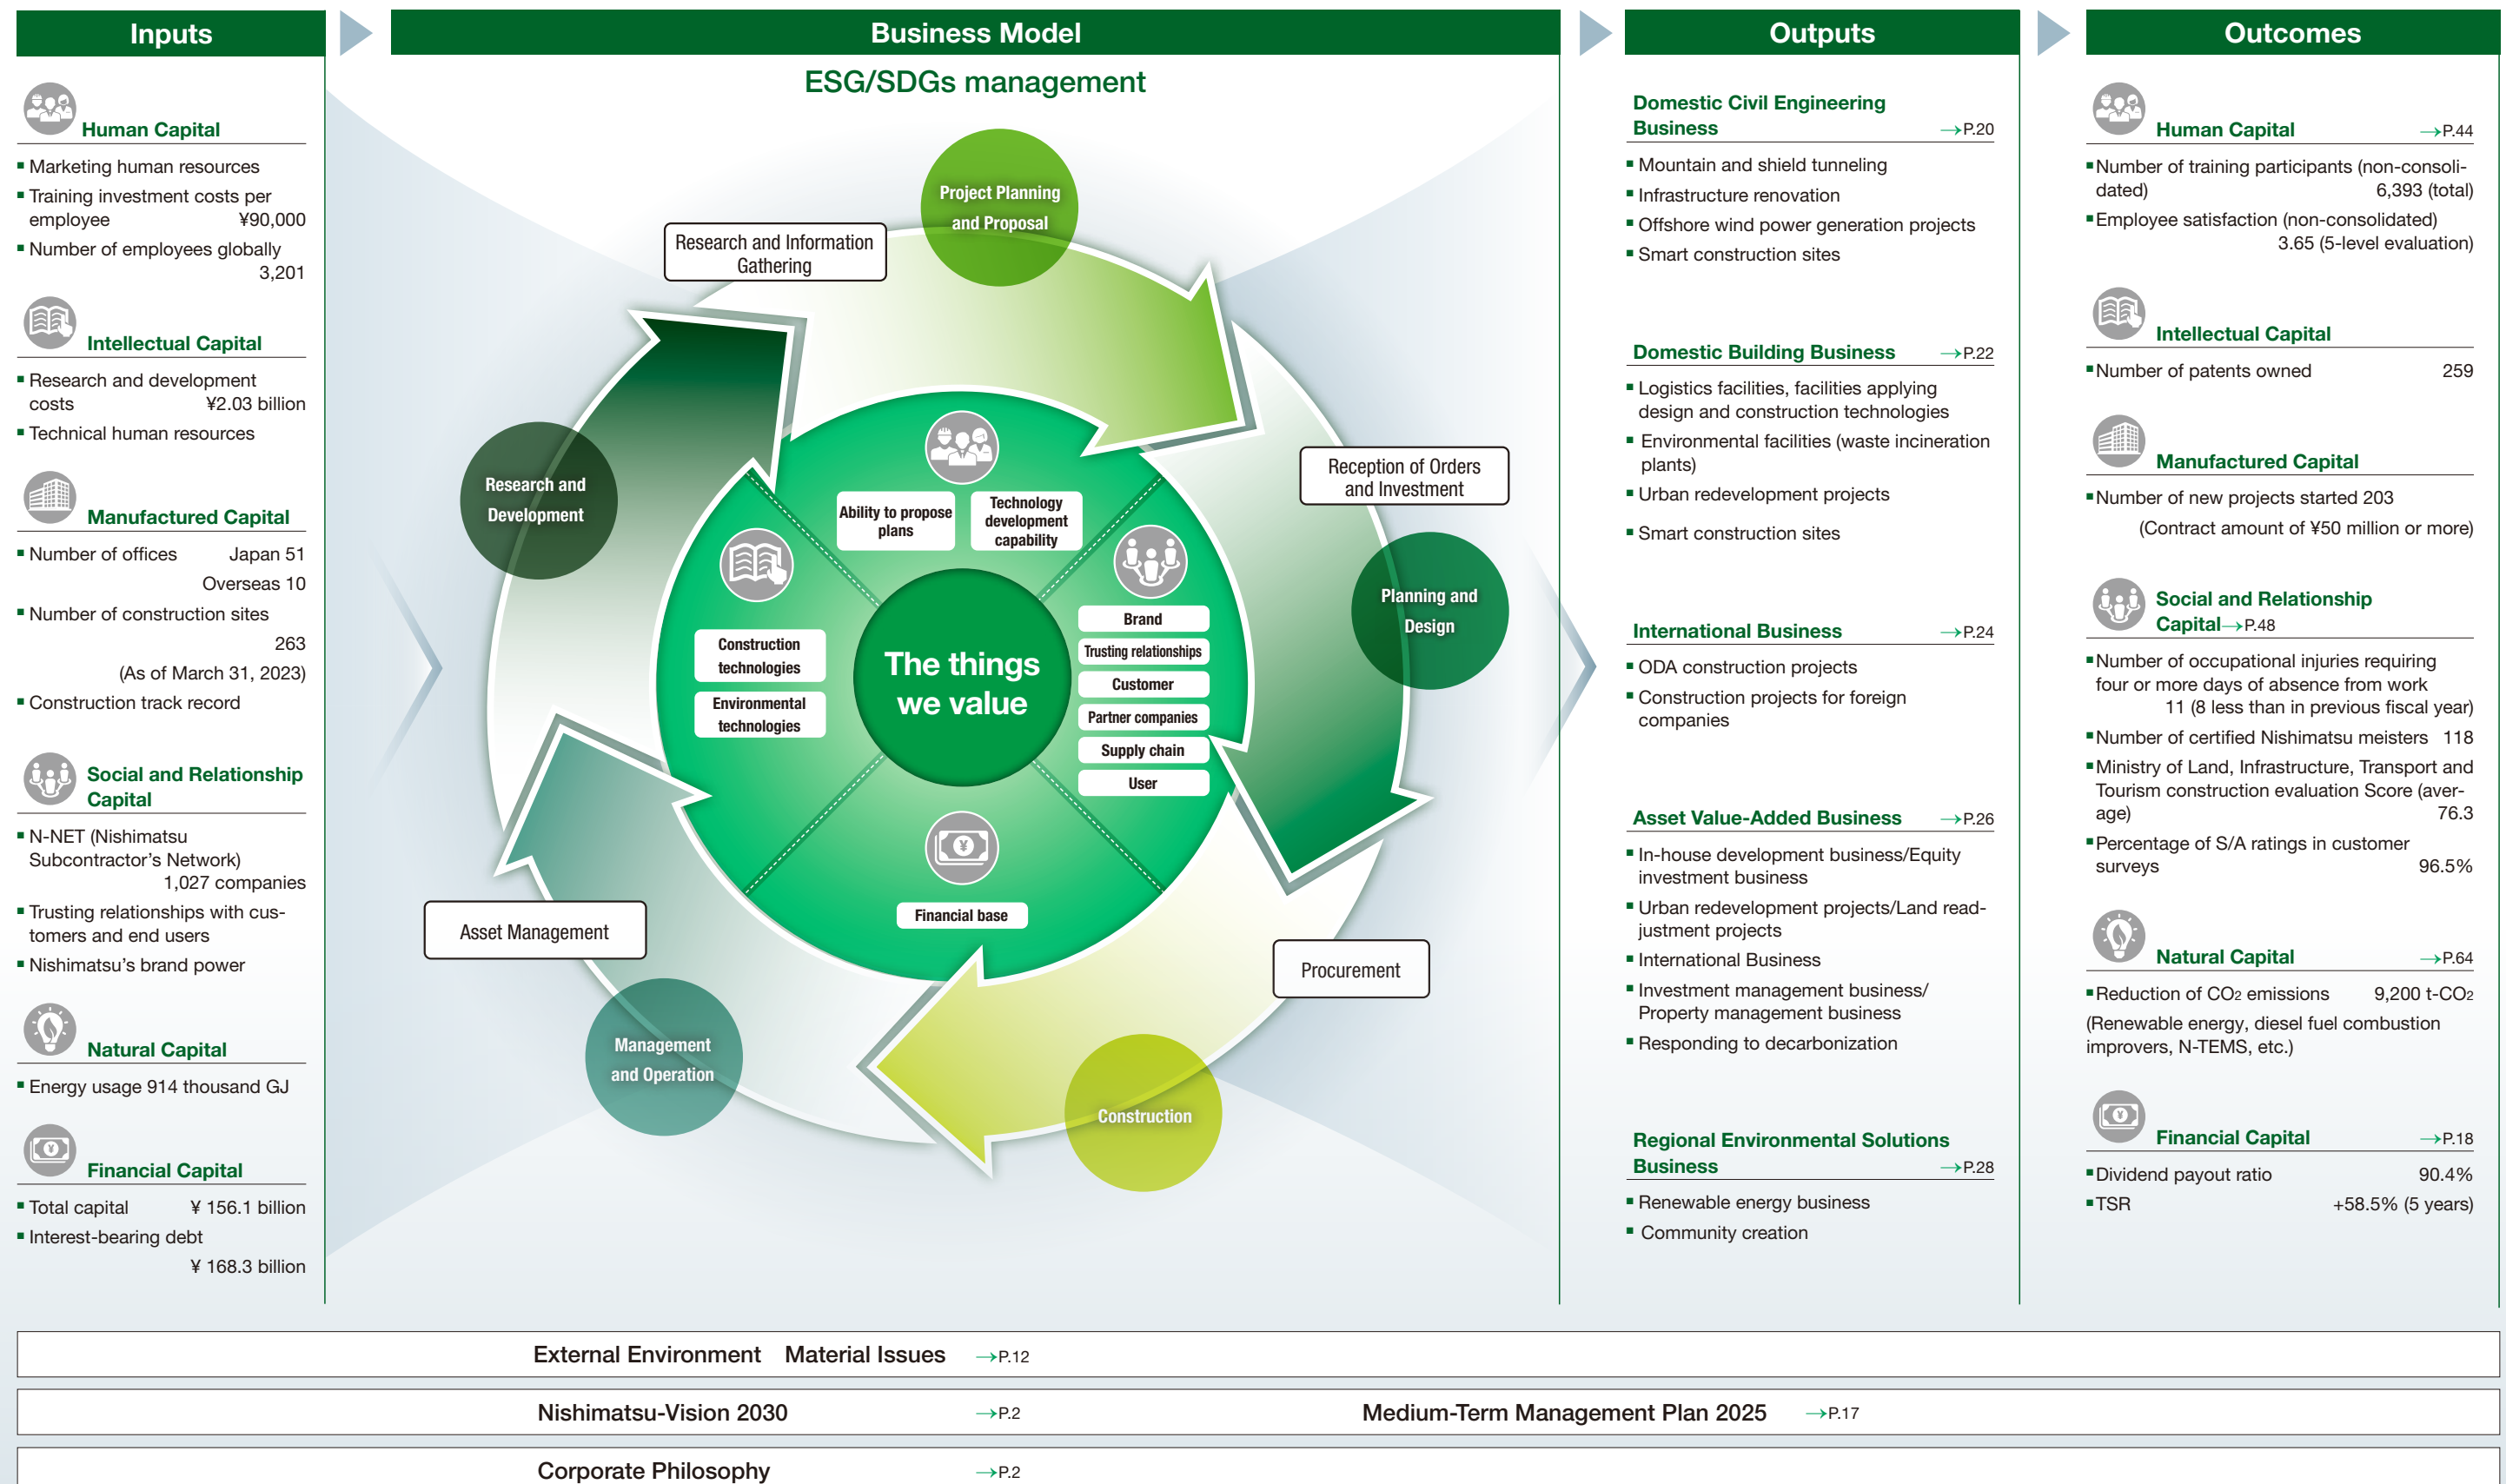 Inputs
Human Capital
■ Marketing human resources
■ Training investment costs per
employee ¥90,000
■ Number of employees globally
3,201
Intellectual Capital
■ Research and development
costs ¥2.03 billion
■ Technical human resources
Manufactured Capital
■ Number of offices Japan 51
Overseas 10
■ Number of construction sites
263
(As of March 31, 2023)
■ Construction track record
Social and Relationship
Capital
■ N-NET (Nishimatsu
Subcontractor's Network)
1,027 companies
■ Trusting relationships with cus-
tomers and end users
■ Nishimatsu's brand power
Natural Capital
■ Energy usage 914 thousand GJ
Financial Capital
■ Total capital ¥ 156.1 billion
■ Interest-bearing debt
¥ 168.3 billion
Business Model
ESG/SDGs management
Project Planning
and Proposal
Research and Information
Gathering
Reception of Orders
and Investment
Research and
Development
Planning and
Design
Ability to propose
plans
Technology
development
capability
Construction
technologies
Environmental
technologies
The things
we value
Brand
Trusting relationships
Customer
Partner companies
Supply chain
User
Financial base
Asset Management
Procurement
Management
and Operation
Construction
Outputs
Domestic Civil Engineering
Business →P.20
■ Mountain and shield tunneling
■ Infrastructure renovation
■ Offshore wind power generation projects
■ Smart construction sites
Domestic Building Business →P.22
■ Logistics facilities, facilities applying
design and construction technologies
■ Environmental facilities (waste incineration
plants)
■ Urban redevelopment projects
■ Smart construction sites
International Business →P.24
■ ODA construction projects
■ Construction projects for foreign
companies
Asset Value-Added Business →P.26
■ In-house development business/Equity
investment business
■ Urban redevelopment projects/Land read-
justment projects
■ International Business
■ Investment management business/
Property management business
■ Responding to decarbonization
Regional Environmental Solutions
Business →P.28
■ Renewable energy business
■ Community creation
Outcomes
Human Capital →P.44
■ Number of training participants (non-consoli-
dated) 6,393 (total)
■ Employee satisfaction (non-consolidated)
3.65 (5-level evaluation)
Intellectual Capital
■ Number of patents owned 259
Manufactured Capital
■ Number of new projects started 203
(Contract amount of ¥50 million or more)
Social and Relationship
Capital→P.48
■ Number of occupational injuries requiring
four or more days of absence from work
11 (8 less than in previous fiscal year)
■ Number of certified Nishimatsu meisters 118
■ Ministry of Land, Infrastructure, Transport and
Tourism construction evaluation Score (aver-
age) 76.3
■ Percentage of S/A ratings in customer
surveys 96.5%
Natural Capital →P.64
■ Reduction of CO2 emissions 9,200 t-CO2
(Renewable energy, diesel fuel combustion
improvers, N-TEMS, etc.)
Financial Capital →P.18
■ Dividend payout ratio 90.4%
■ TSR +58.5% (5 years)
External Environment Material Issues →P.12
Nishimatsu-Vision 2030 →P.2 Medium-Term Management Plan 2025 →P.17
Corporate Philosophy →P.2